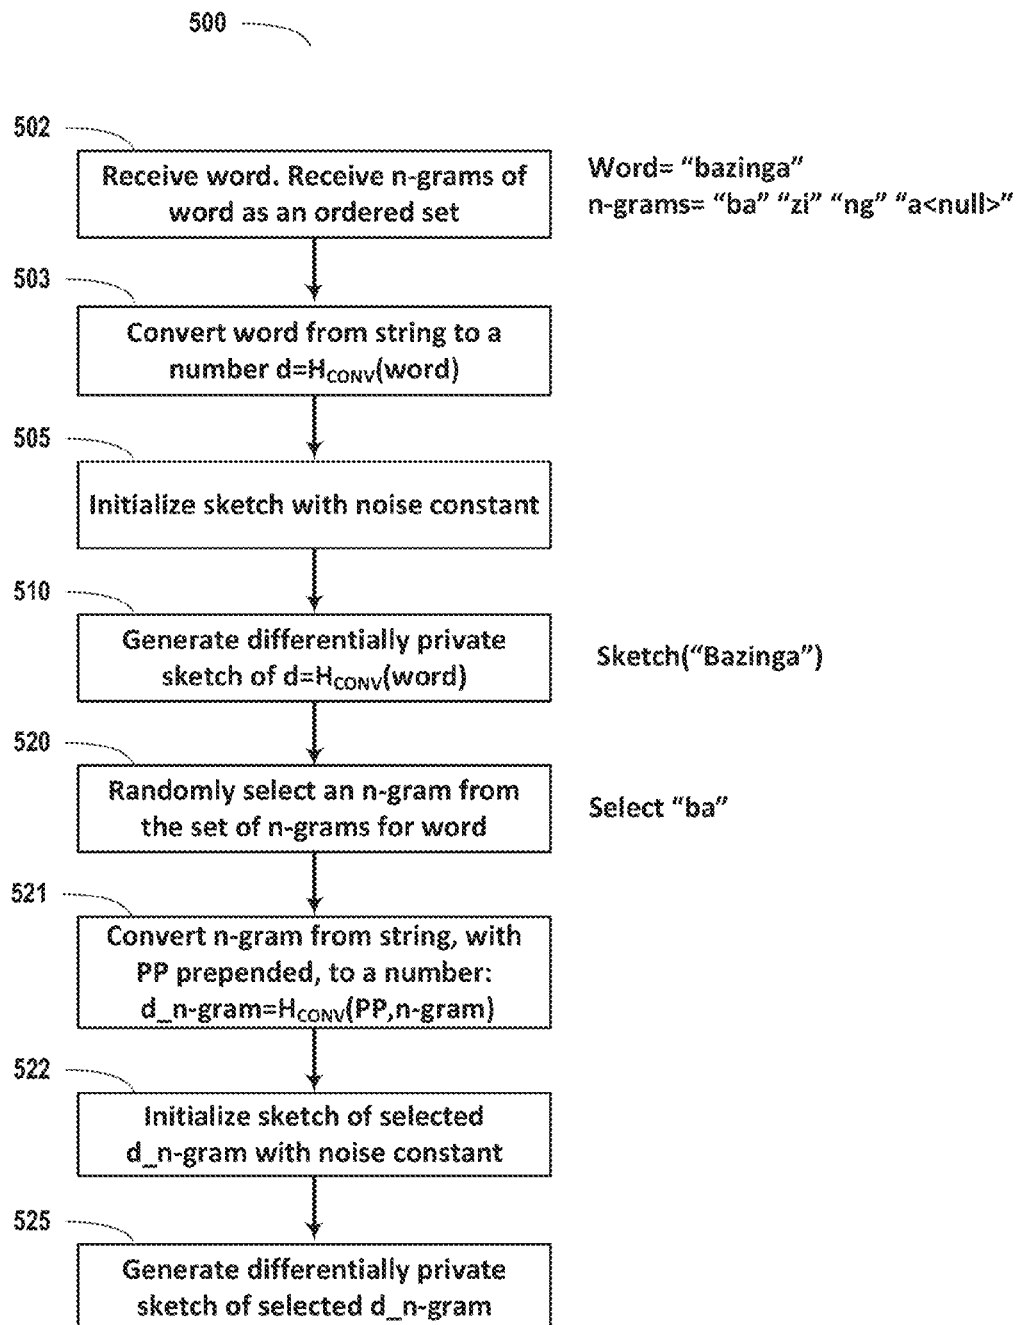 500
502
Receive word. Receive n-grams of
word as an ordered set
Word= “bazinga”
n-grams= “ba” “zi” “ng” “a<null>”
503
Convert word from string to a
number d=HCONV(word)
505
Initialize sketch with noise constant
510
Generate differentially private
sketch of d=HCONV(word)
Sketch(“Bazinga”)
520
Randomly select an n-gram from
the set of n-grams for word
Select “ba”
521
Convert n-gram from string, with
PP prepended, to a number:
d_n-gram=HCONV(PP,n-gram)
522
Initialize sketch of selected
d_n-gram with noise constant
525
Generate differentially private
sketch of selected d_n-gram